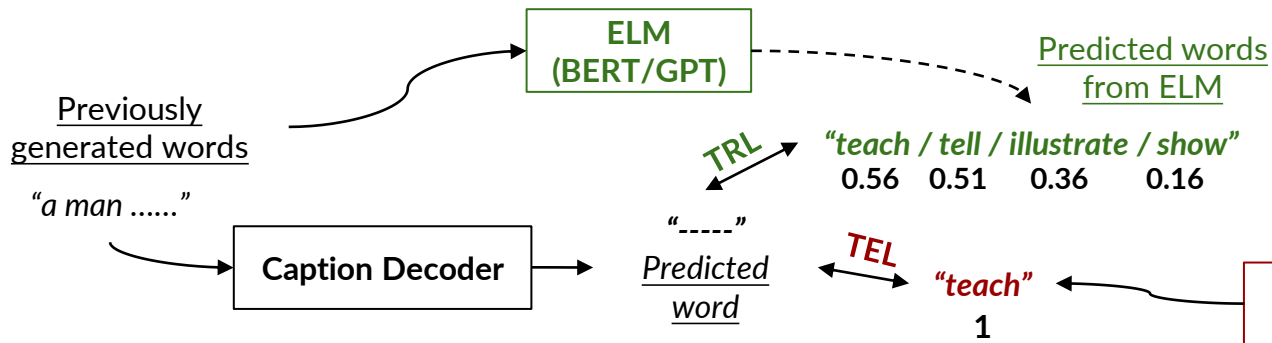 ELM
(BERT/GPT)
Predicted words
from ELM
Previously
generated words
“a man ......”
TRL
“teach / tell / illustrate / show”
0.56 0.51 0.36 0.16
Caption Decoder
“-----”
Predicted
word
TEL
“teach”
1